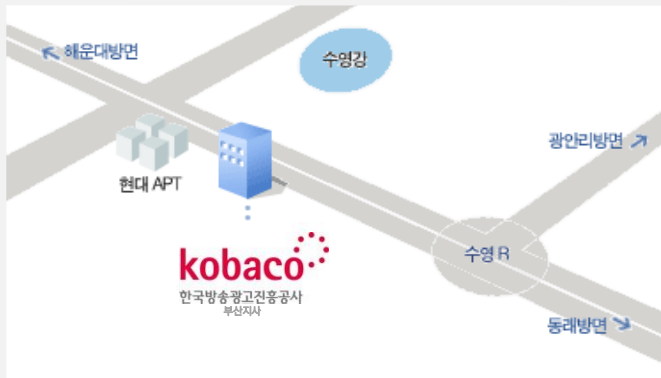 해운대방면
수영강
광안리방면
현대 APT
수영 R
kobaco
한국방송광고진흥공사
부산지사
동래방면